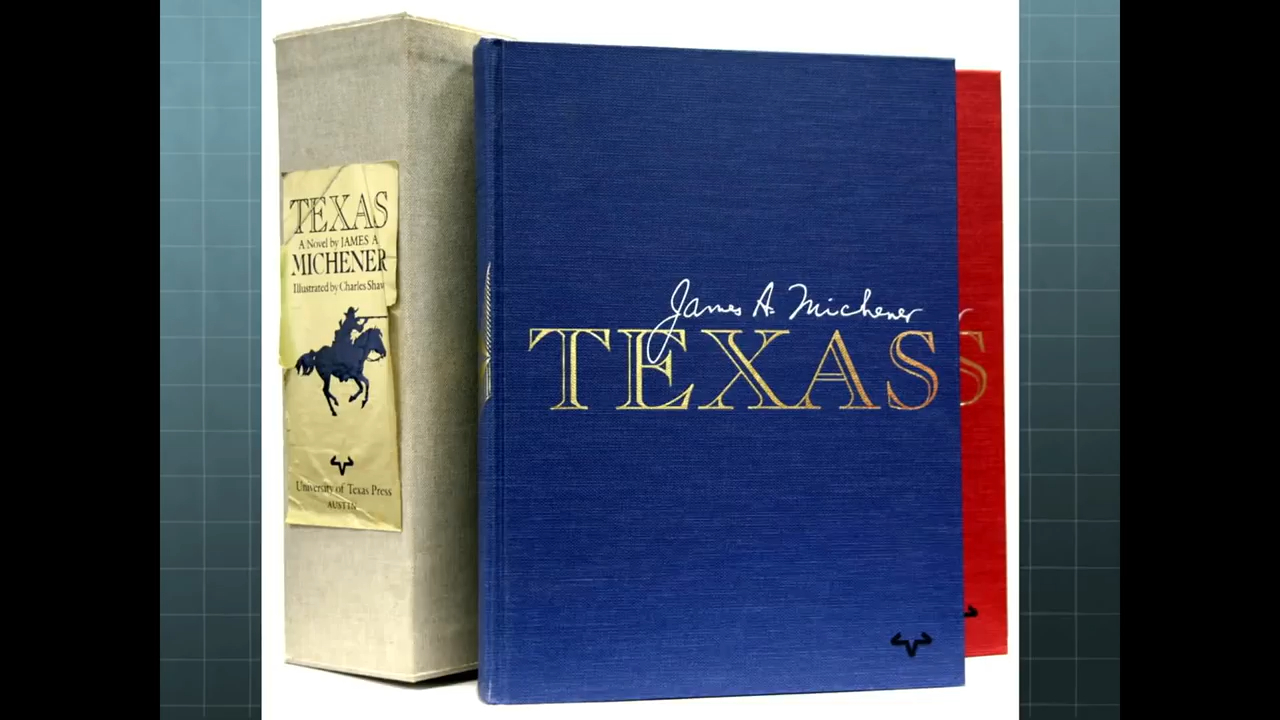 TEXAS
A Novel by JAMES A
MICHENER
Illustrated by Charles Shaw
University of Texas Press
AUSTIN
James A. Michener
TEXAS
S